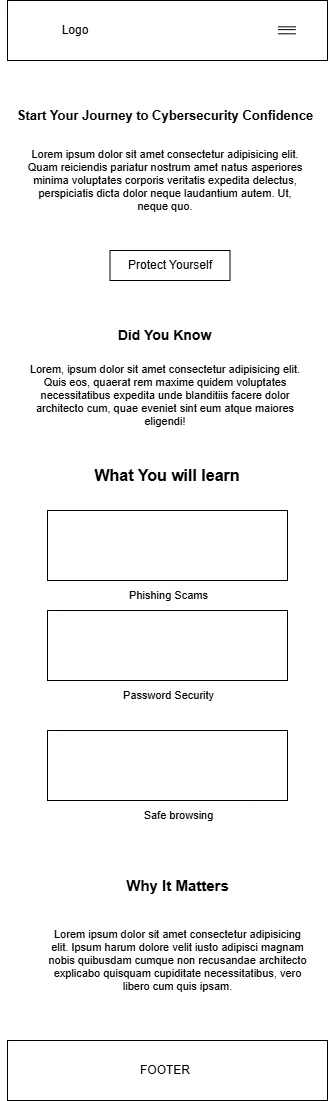 Logo
Start Your Journey to Cybersecurity Confidence
Lorem ipsum dolor sit amet consectetur adipisicing elit.
Quam reiciendis pariatur nostrum amet natus asperiores
minima voluptates corporis veritatis expedita delectus,
perspiciatis dicta dolor neque laudantium autem. Ut,
neque quo.
Protect Yourself
Did You Know
Lorem, ipsum dolor sit amet consectetur adipisicing elit.
Quis eos, quaerat rem maxime quidem voluptates
necessitatibus expedita unde blanditiis facere dolor
architecto cum, quae eveniet sint eum atque maiores
eligendi!
What You will learn
Phishing Scams
Password Security
Safe browsing
Why It Matters
Lorem ipsum dolor sit amet consectetur adipisicing
elit. Ipsum harum dolore velit iusto adipisci magnam
nobis quibusdam cumque non recusandae architecto
explicabo quisquam cupiditate necessitatibus, vero
libero cum quis ipsam.
FOOTER